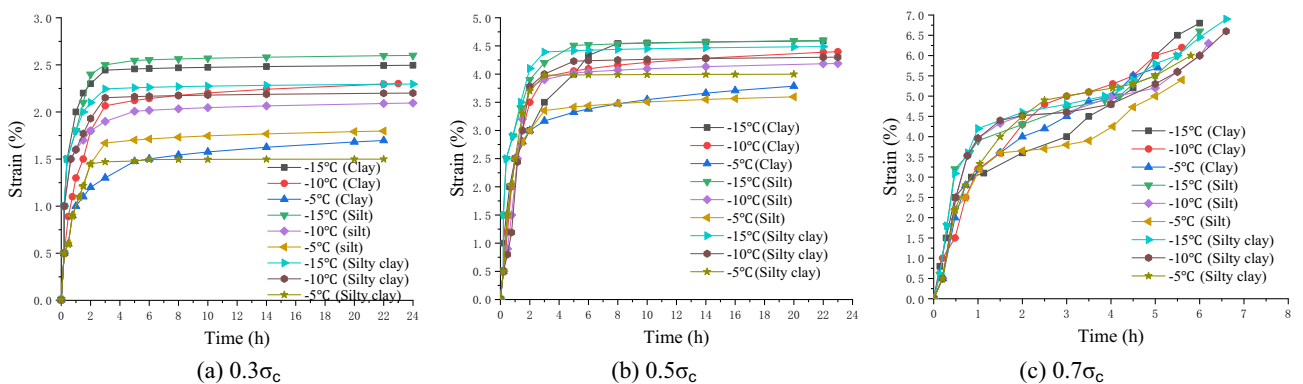 3.0
2.5
2.0
1.5
1.0
0.5
0.0
Strain (%)
-15℃ (Clay)
-10℃ (Clay)
-5℃ (Clay)
-15℃ (Silt)
-10℃ (silt)
-5℃ (silt)
-15℃ (Silty clay)
-10℃ (Silty clay)
-5℃ (Silty clay)
0 2 4 6 8 10 12 14 16 18 20 22 24
Time (h)
(a) 0.3σc
5.0
4.5
4.0
3.5
3.0
2.5
2.0
1.5
1.0
0.5
0.0
Strain (%)
-15℃ (Clay)
-10℃ (Clay)
-5℃ (Clay)
-15℃(Silt)
-10℃ (Silt)
-5℃ (Silt)
-15℃(Silty clay)
-10℃ (Silty clay)
-5℃ (Silty clay)
0 2 4 6 8 10 12 14 16 18 20 22 24
Time (h)
(b) 0.5σc
7.0
6.5
6.0
5.5
5.0
4.5
4.0
3.5
3.0
2.5
2.0
1.5
1.0
0.5
0.0
Strain (%)
-15℃ (Clay)
-10℃ (Clay)
-5℃ (Clay)
-15℃ (Silt)
-10℃ (Silt)
-5℃ (Silt)
-15℃ (Silty clay)
-10℃ (Silty clay)
-5℃ (Silty clay)
0 1 2 3 4 5 6 7 8
Time (h)
(c) 0.7σc